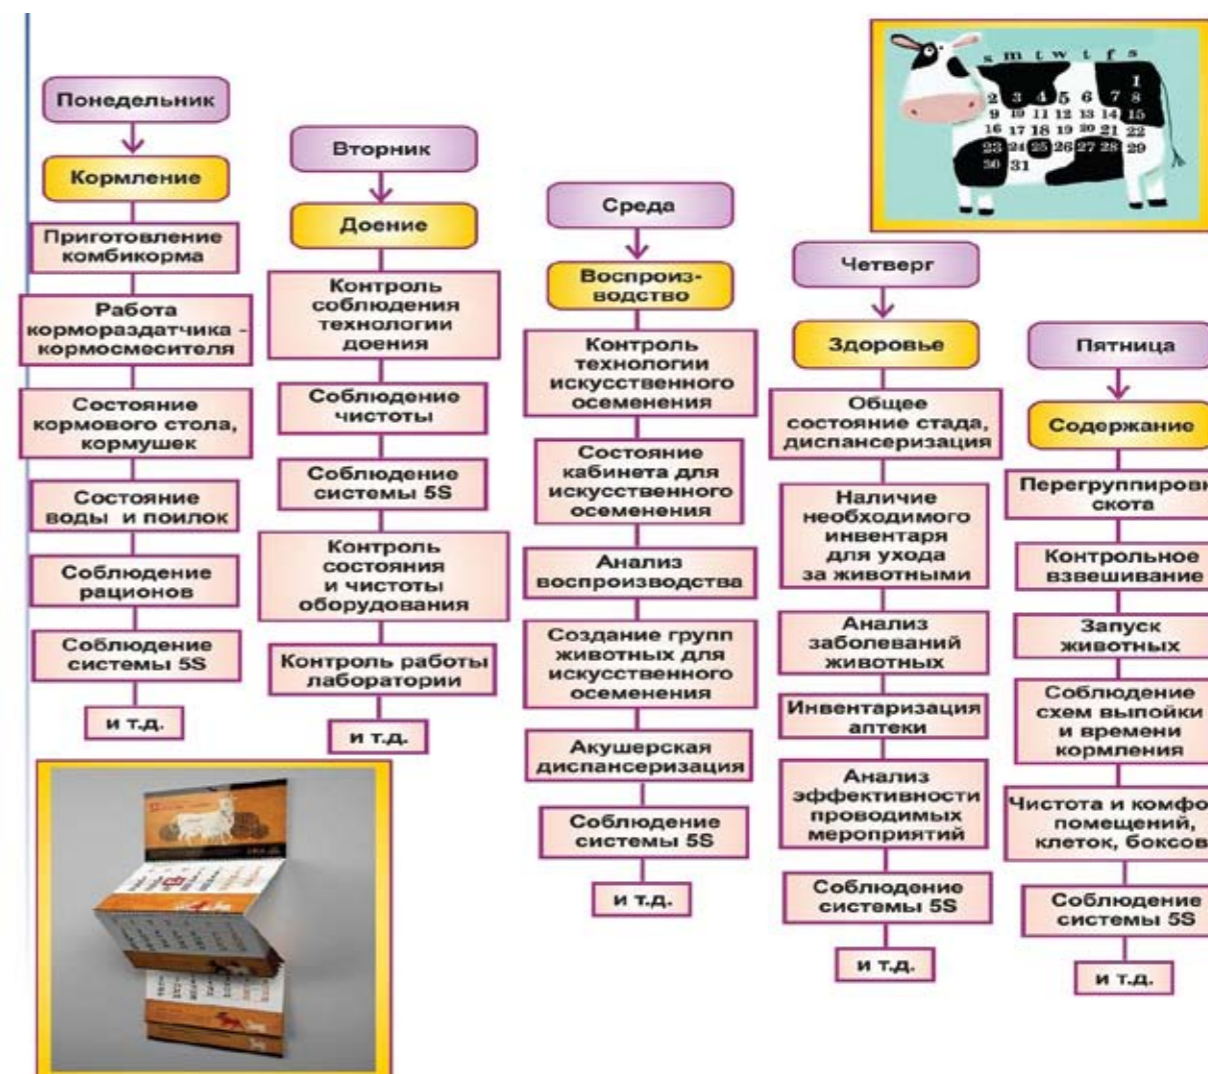 Понедельник
Кормление
Приготовление
комбикорма
Работа
кормораздатчика -
кормосмесителя
Состояние
кормового стола,
кормушек
Состояние
воды и поилок
Соблюдение
рационов
Соблюдение
системы 5S
и т.д.
Вторник
Доение
Контроль
соблюдения
технологии
доения
Соблюдение
чистоты
Соблюдение
системы 5S
Контроль
состояния
и чистоты
оборудования
Контроль работы
лаборатории
и т.д.
Среда
Воспроиз-
водство
Контроль
технологии
искусственного
осеменения
Состояние
кабинета для
искусственного
осеменения
Анализ
воспроизводства
Создание групп
животных для
искусственного
осеменения
Акушерская
диспансеризация
Соблюдение
системы 5S
и т.д.
Четверг
Здоровье
Общее
состояние стада,
диспансеризация
Наличие
необходимого
инвентаря
для ухода
за животными
Анализ
заболеваний
животных
Инвентаризация
аптеки
Анализ
эффективности
проводимых
мероприятий
Соблюдение
системы 5S
и т.д.
Пятница
Содержание
Перегруппировк
скота
Контрольное
взвешивание
Запуск
животных
Соблюдение
схем выпойки
и времени
кормления
Чистота и комфо
помещений,
клеток, боксов
Соблюдение
системы 5S
и т.д.
s m t w t f s
1
2 3 4 5 6 7 8
9 10 11 12 13 14 15
16 17 18 19 20 21 22
23 24 25 26 27 28 29
30 31